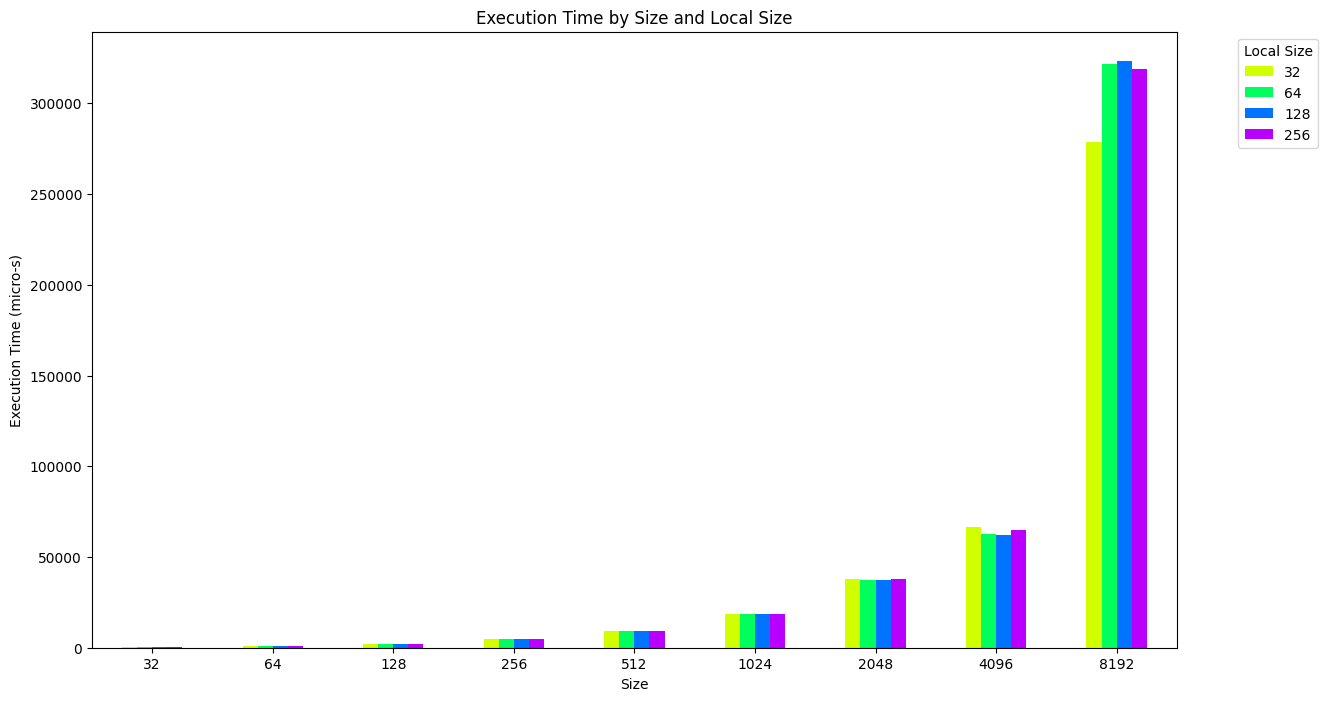 Execution Time by Size and Local Size
Local Size
32
64
128
256
Execution Time (micro-s)
300000
250000
200000
150000
100000
50000
0
32 64 128 256 512 1024 2048 4096 8192
Size